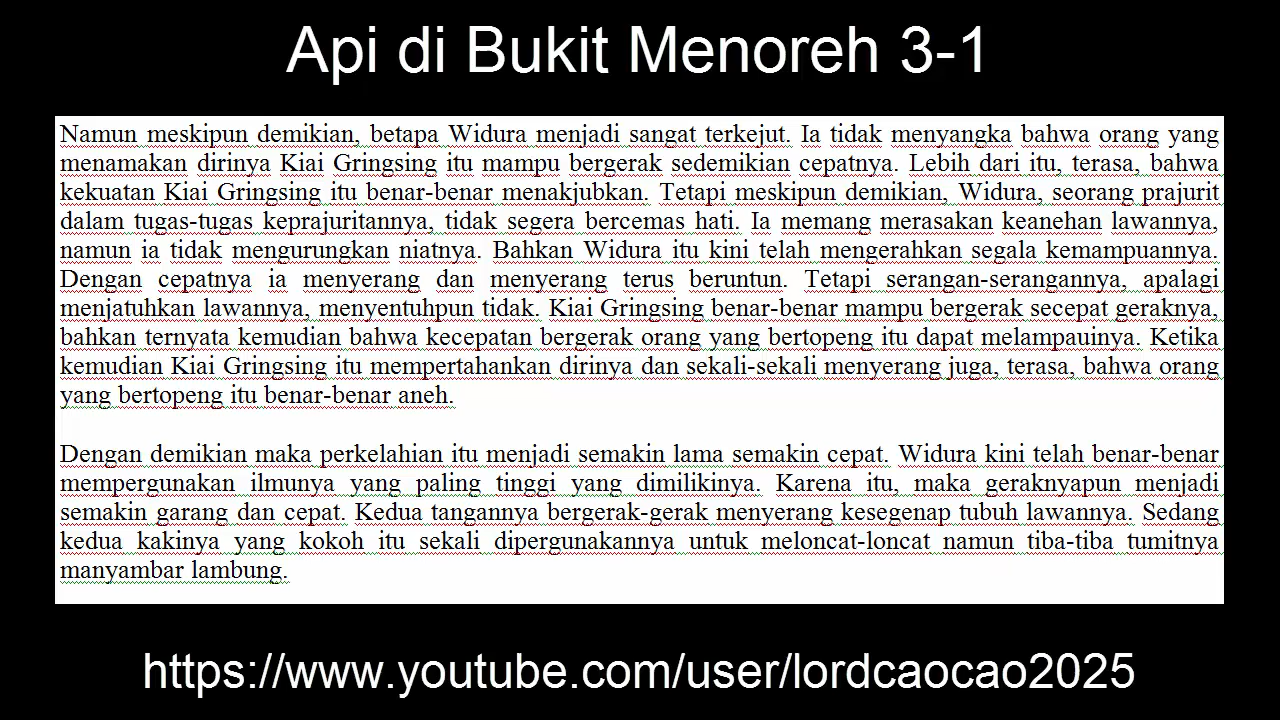 Api di Bukit Menoreh 3-1
Namun meskipun demikian, betapa Widura menjadi sangat terkejut. Ia tidak menyangka bahwa orang yang
menamakan dirinya Kiai Gringsing itu mampu bergerak sedemikian cepatnya. Lebih dari itu, terasa, bahwa
kekuatan Kiai Gringsing itu benar-benar menakjubkan. Tetapi meskipun demikian, Widura, seorang prajurit
dalam tugas-tugas keprajuritannya, tidak segera bercemas hati. Ia memang merasakan keanehan lawannya,
namun ia tidak mengurungkan niatnya. Bahkan Widura itu kini telah mengerahkan segala kemampuannya.
Dengan cepatnya ia menyerang dan menyerang terus beruntun. Tetapi serangan-serangannya, apalagi
menjatuhkan lawannya, menyentuhpun tidak. Kiai Gringsing benar-benar mampu bergerak secepat geraknya,
bahkan ternyata kemudian bahwa kecepatan bergerak orang yang bertopeng itu dapat melampauinya. Ketika
kemudian Kiai Gringsing itu mempertahankan dirinya dan sekali-sekali menyerang juga, terasa, bahwa orang
yang bertopeng itu benar-benar aneh.
Dengan demikian maka perkelahian itu menjadi semakin lama semakin cepat. Widura kini telah benar-benar
mempergunakan ilmunya yang paling tinggi yang dimilikinya. Karena itu, maka geraknyapun menjadi
semakin garang dan cepat. Kedua tangannya bergerak-gerak menyerang kesegenap tubuh lawannya. Sedang
kedua kakinya yang kokoh itu sekali dipergunakannya untuk meloncat-loncat namun tiba-tiba tumitnya
manyambar lambung.
https://www.youtube.com/user/lordcaocao2025